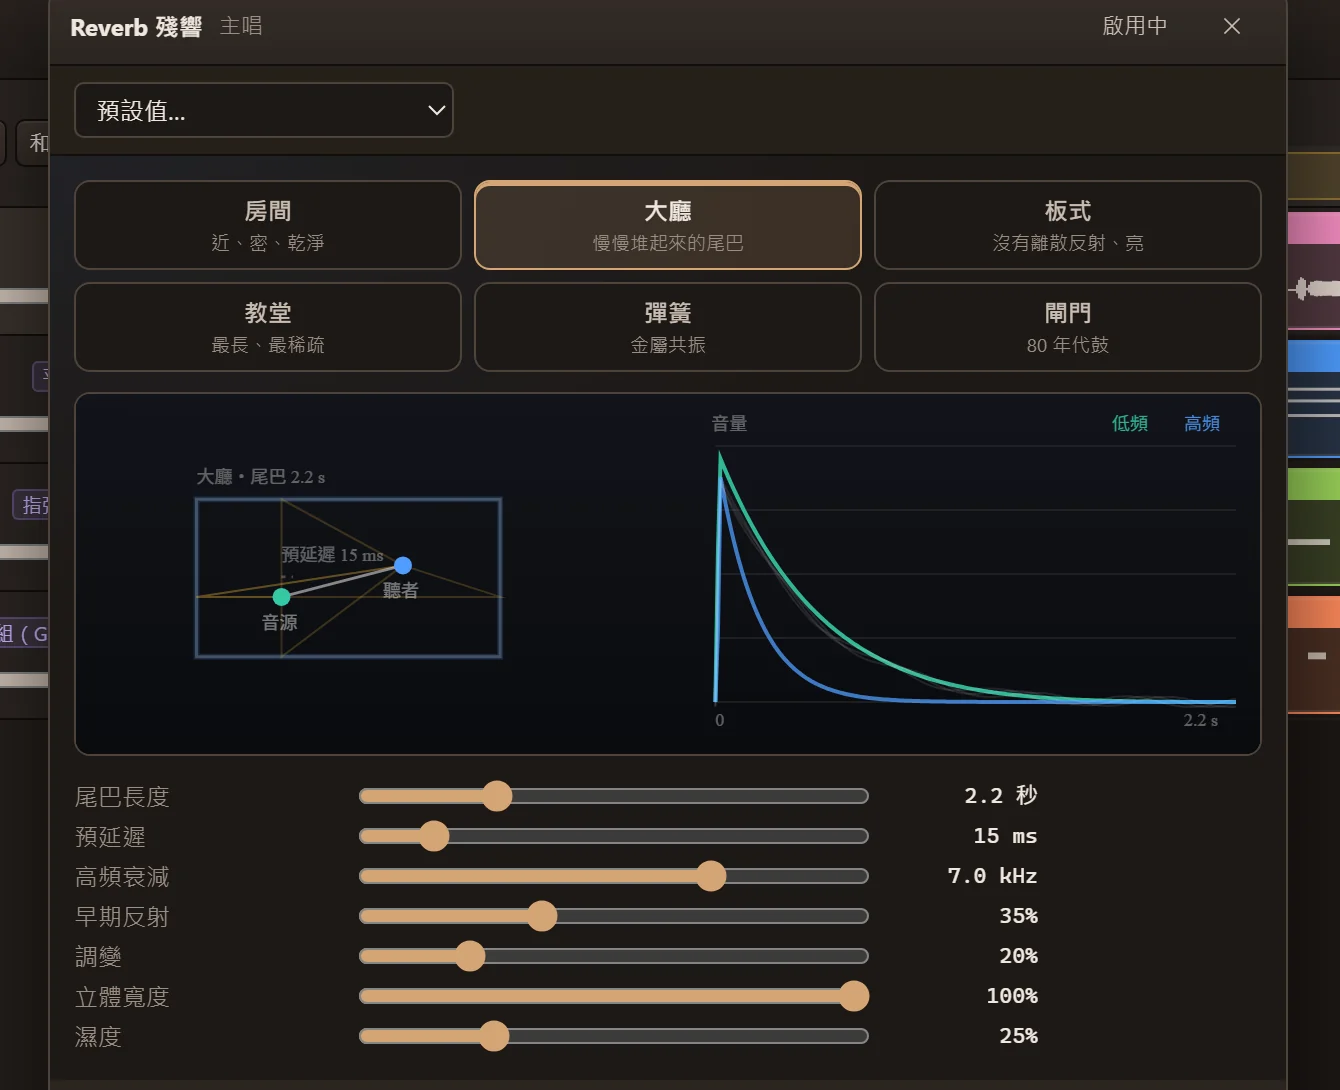 Reverb 殘響 主唱 啟用中
預設值...
和
房間
近、密、乾淨
大廳
慢慢堆起來的尾巴
板式
沒有離散反射、亮
教堂
最長、最稀疏
彈簧
金屬共振
閘門
80 年代鼓
大廳・尾巴 2.2 s
預延遲 15 ms
聽者
音源
音量 低頻 高頻
0 2.2 s
指
組 ( G
尾巴長度 2.2 秒
預延遲 15 ms
高頻衰減 7.0 kHz
早期反射 35%
調變 20%
立體寬度 100%
濕度 25%